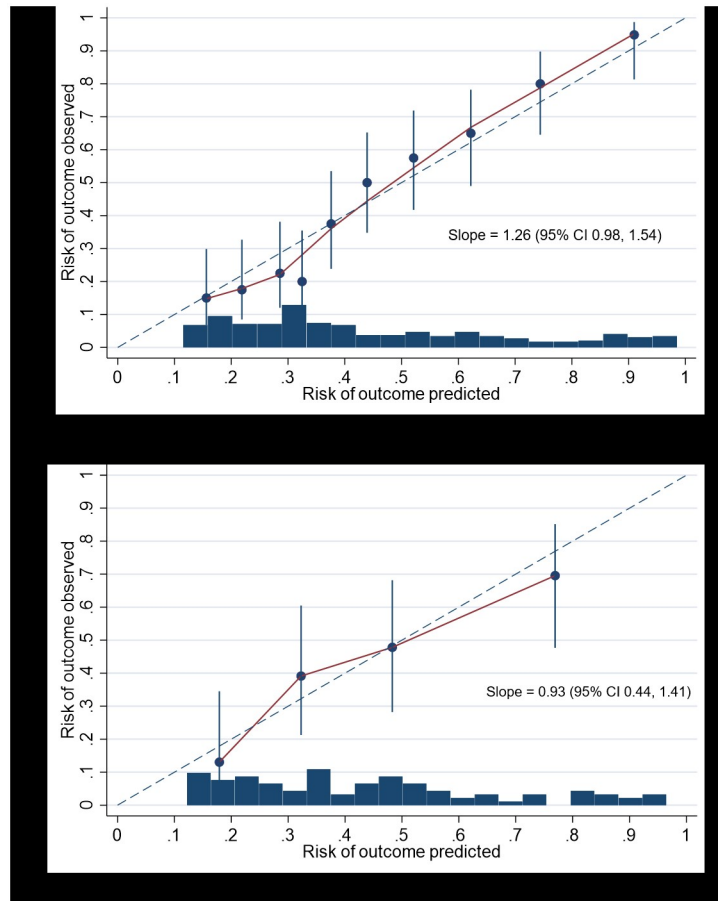 1
.9
.8
.7
.6
.5
.4
.3
.2
.1
0
Risk of outcome observed
Slope = 1.26 (95% CI 0.98, 1.54)
0 .1 .2 .3 .4 .5 .6 .7 .8 .9 1
Risk of outcome predicted
1
.9
.8
.7
.6
.5
.4
.3
.2
.1
0
Risk of outcome observed
Slope = 0.93 (95% CI 0.44, 1.41)
0 .1 .2 .3 .4 .5 .6 .7 .8 .9 1
Risk of outcome predicted